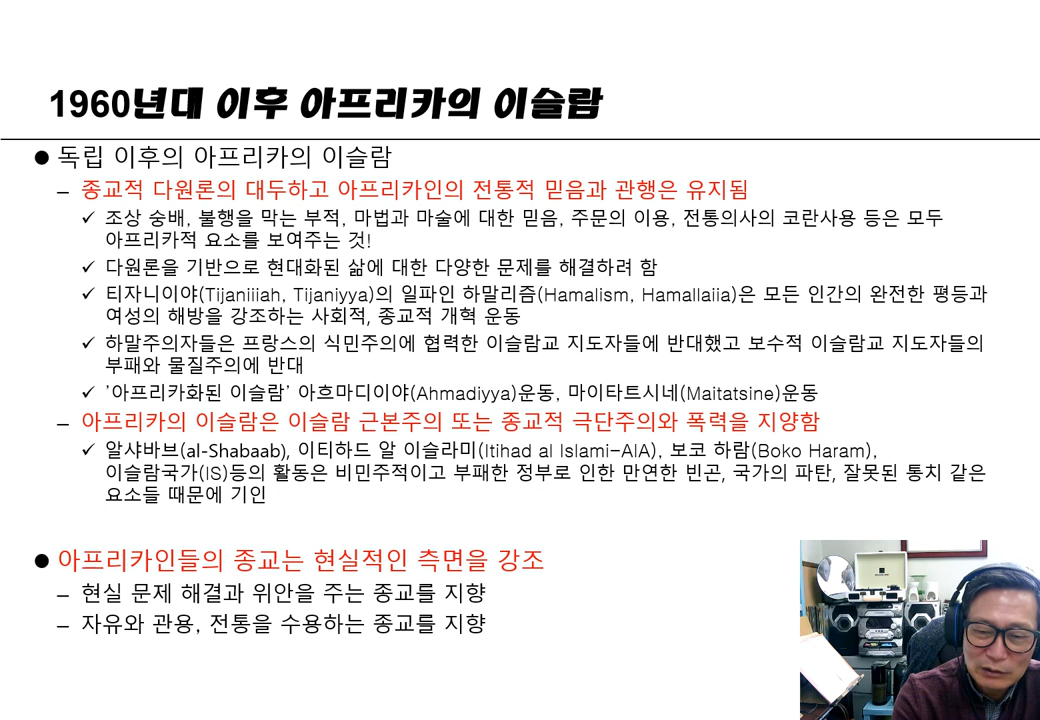 1960년대 이후 아프리카의 이슬람
● 독립 이후의 아프리카의 이슬람
– 종교적 다원론의 대두하고 아프리카인의 전통적 믿음과 관행은 유지됨
✓ 조상 숭배, 불행을 막는 부적, 마법과 마술에 대한 믿음, 주문의 이용, 전통의사의 코란사용 등은 모두
아프리카적 요소를 보여주는 것!
✓ 다원론을 기반으로 현대화된 삶에 대한 다양한 문제를 해결하려 함
✓ 티자니이야(Tijaniiiah, Tijaniyya)의 일파인 하말리즘(Hamalism, Hamallaiia)은 모든 인간의 완전한 평등과
여성의 해방을 강조하는 사회적, 종교적 개혁 운동
✓ 하말주의자들은 프랑스의 식민주의에 협력한 이슬람교 지도자들에 반대했고 보수적 이슬람교 지도자들의
부패와 물질주의에 반대
✓ '아프리카화된 이슬람' 아흐마디이야(Ahmadiyya)운동, 마이타트시네(Maitatsine)운동
– 아프리카의 이슬람은 이슬람 근본주의 또는 종교적 극단주의와 폭력을 지양함
✓ 알샤바브(al-Shabaab), 이티하드 알 이슬라미(Itihad al Islami-AIA), 보코 하람(Boko Haram),
이슬람국가(IS)등의 활동은 비민주적이고 부패한 정부로 인한 만연한 빈곤, 국가의 파탄, 잘못된 통치 같은
요소들 때문에 기인
● 아프리카인들의 종교는 현실적인 측면을 강조
– 현실 문제 해결과 위안을 주는 종교를 지향
– 자유와 관용, 전통을 수용하는 종교를 지향